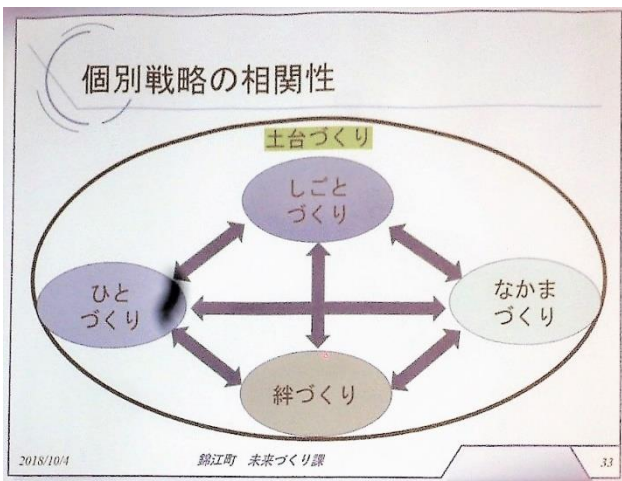 個別戦略の相関性
土台づくり
しごと
づくり
ひと
づくり
なかま
づくり
絆づくり
2018/10/4
錦江町 未来づくり課
33